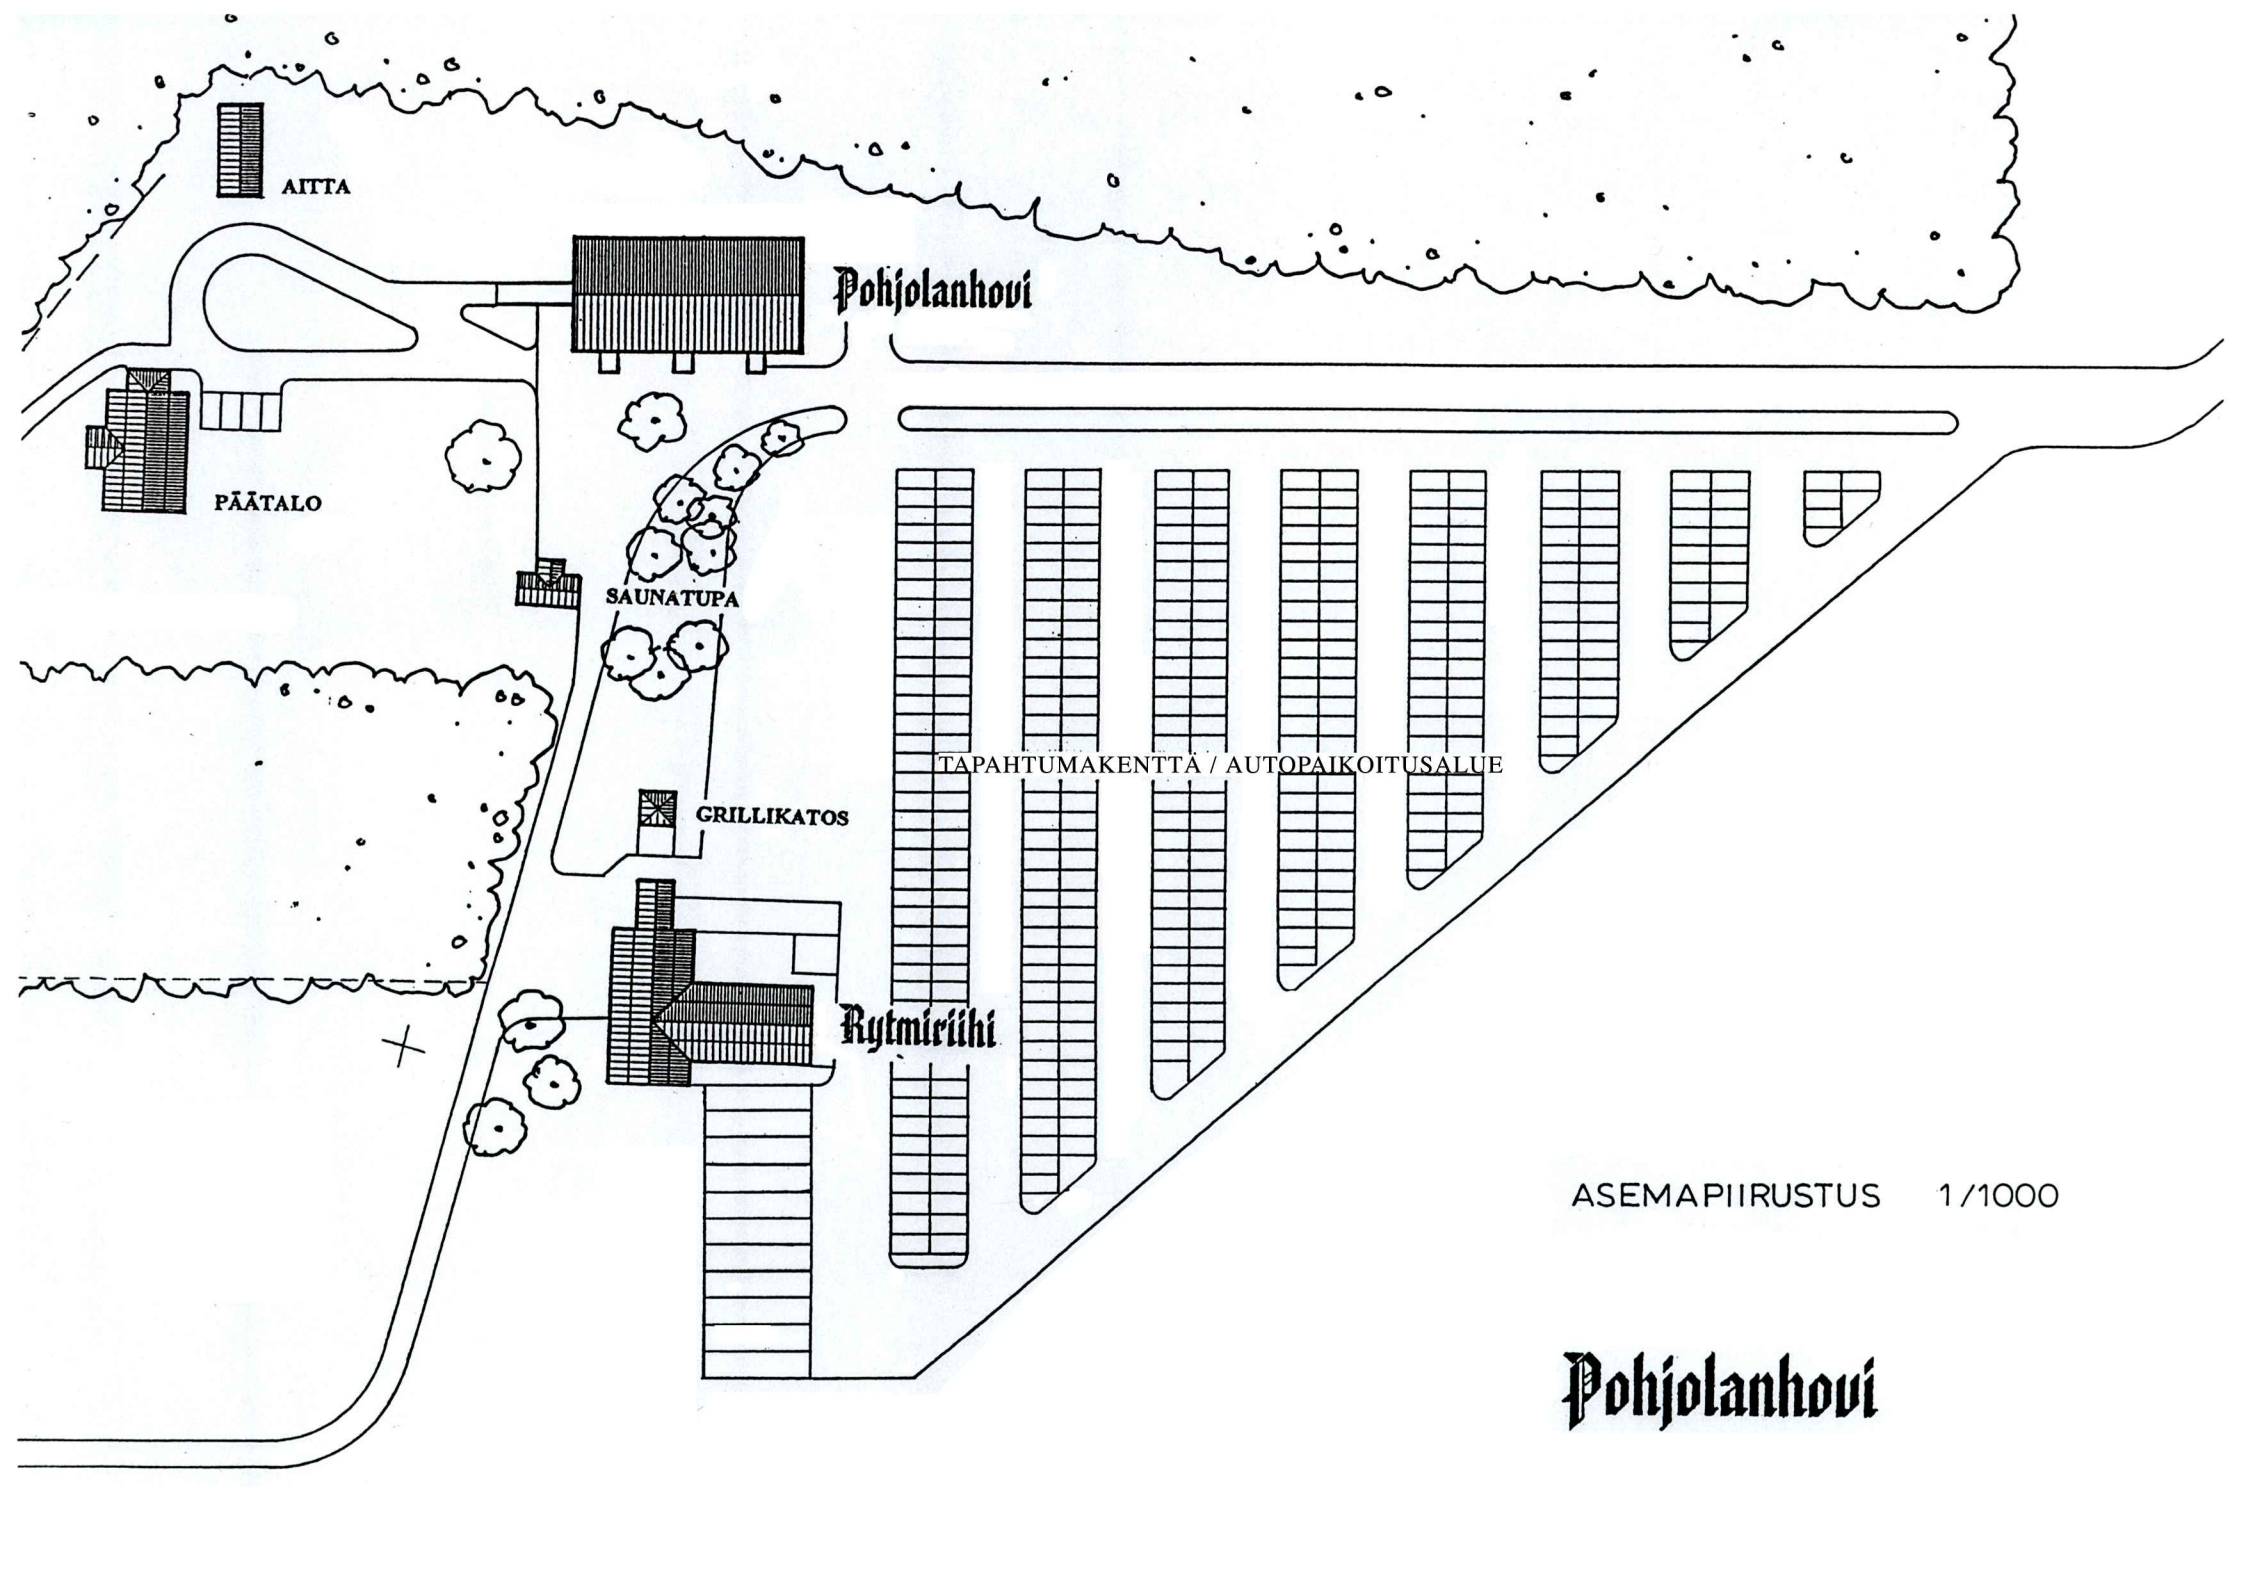 AITTA
Pohjolanhovi
PÄÄTALO
SAUNATUPA
TAPAHTUMAKENTTÄ / AUTOPAIKOITUSALUE
GRILLIKATOS
Rytmiriihi
ASEMAPIIRUSTUS 1/1000
Pohjolanhovi